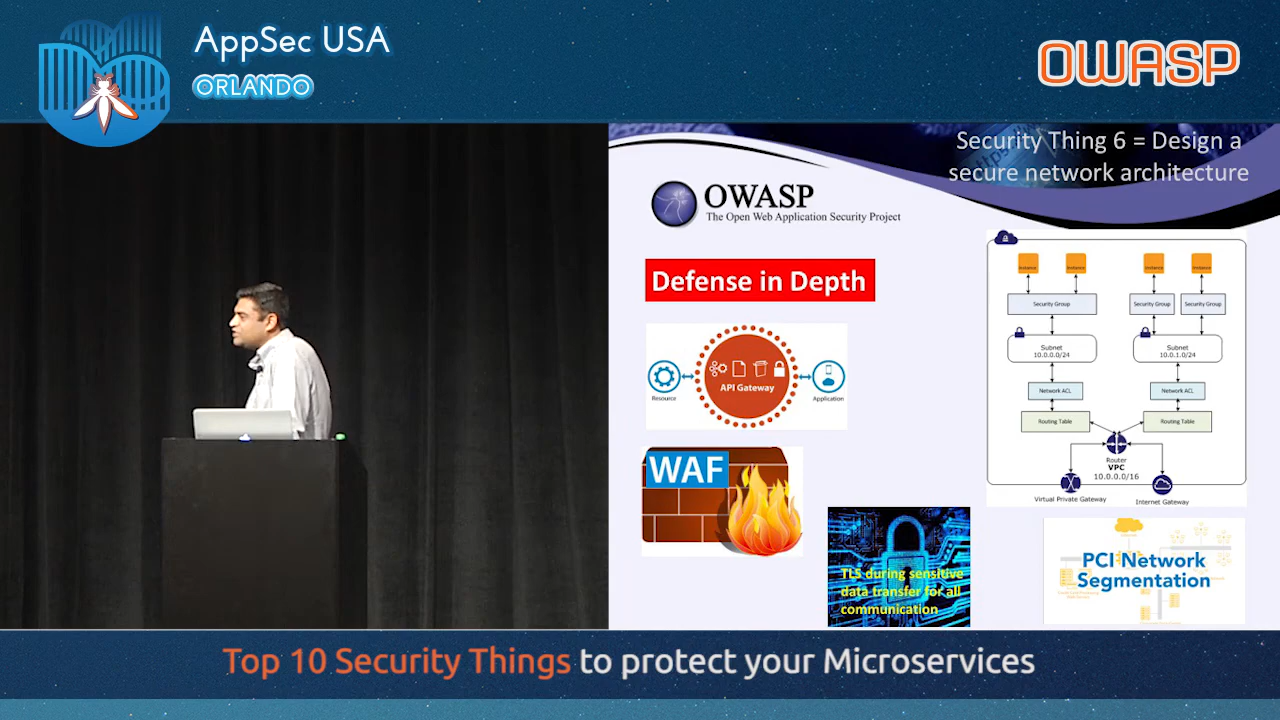 AppSec USA
ORLANDO
OWASP
Security Thing 6 = Design a
secure network architecture
OWASP
The Open Web Application Security Project
Defense in Depth
Resource
API Gateway
Application
WAF
TLS during sensitive
data transfer for all
communication
Instance
Instance
Instance
Instance
Security Group
Security Group
Security Group
Subnet
10.0.0.0/24
Subnet
10.0.1.0/24
Network ACL
Network ACL
Routing Table
Routing Table
Router
VPC
10.0.0.0/16
Virtual Private Gateway
Internet Gateway
PCI Network
Segmentation
Top 10 Security Things to protect your Microservices